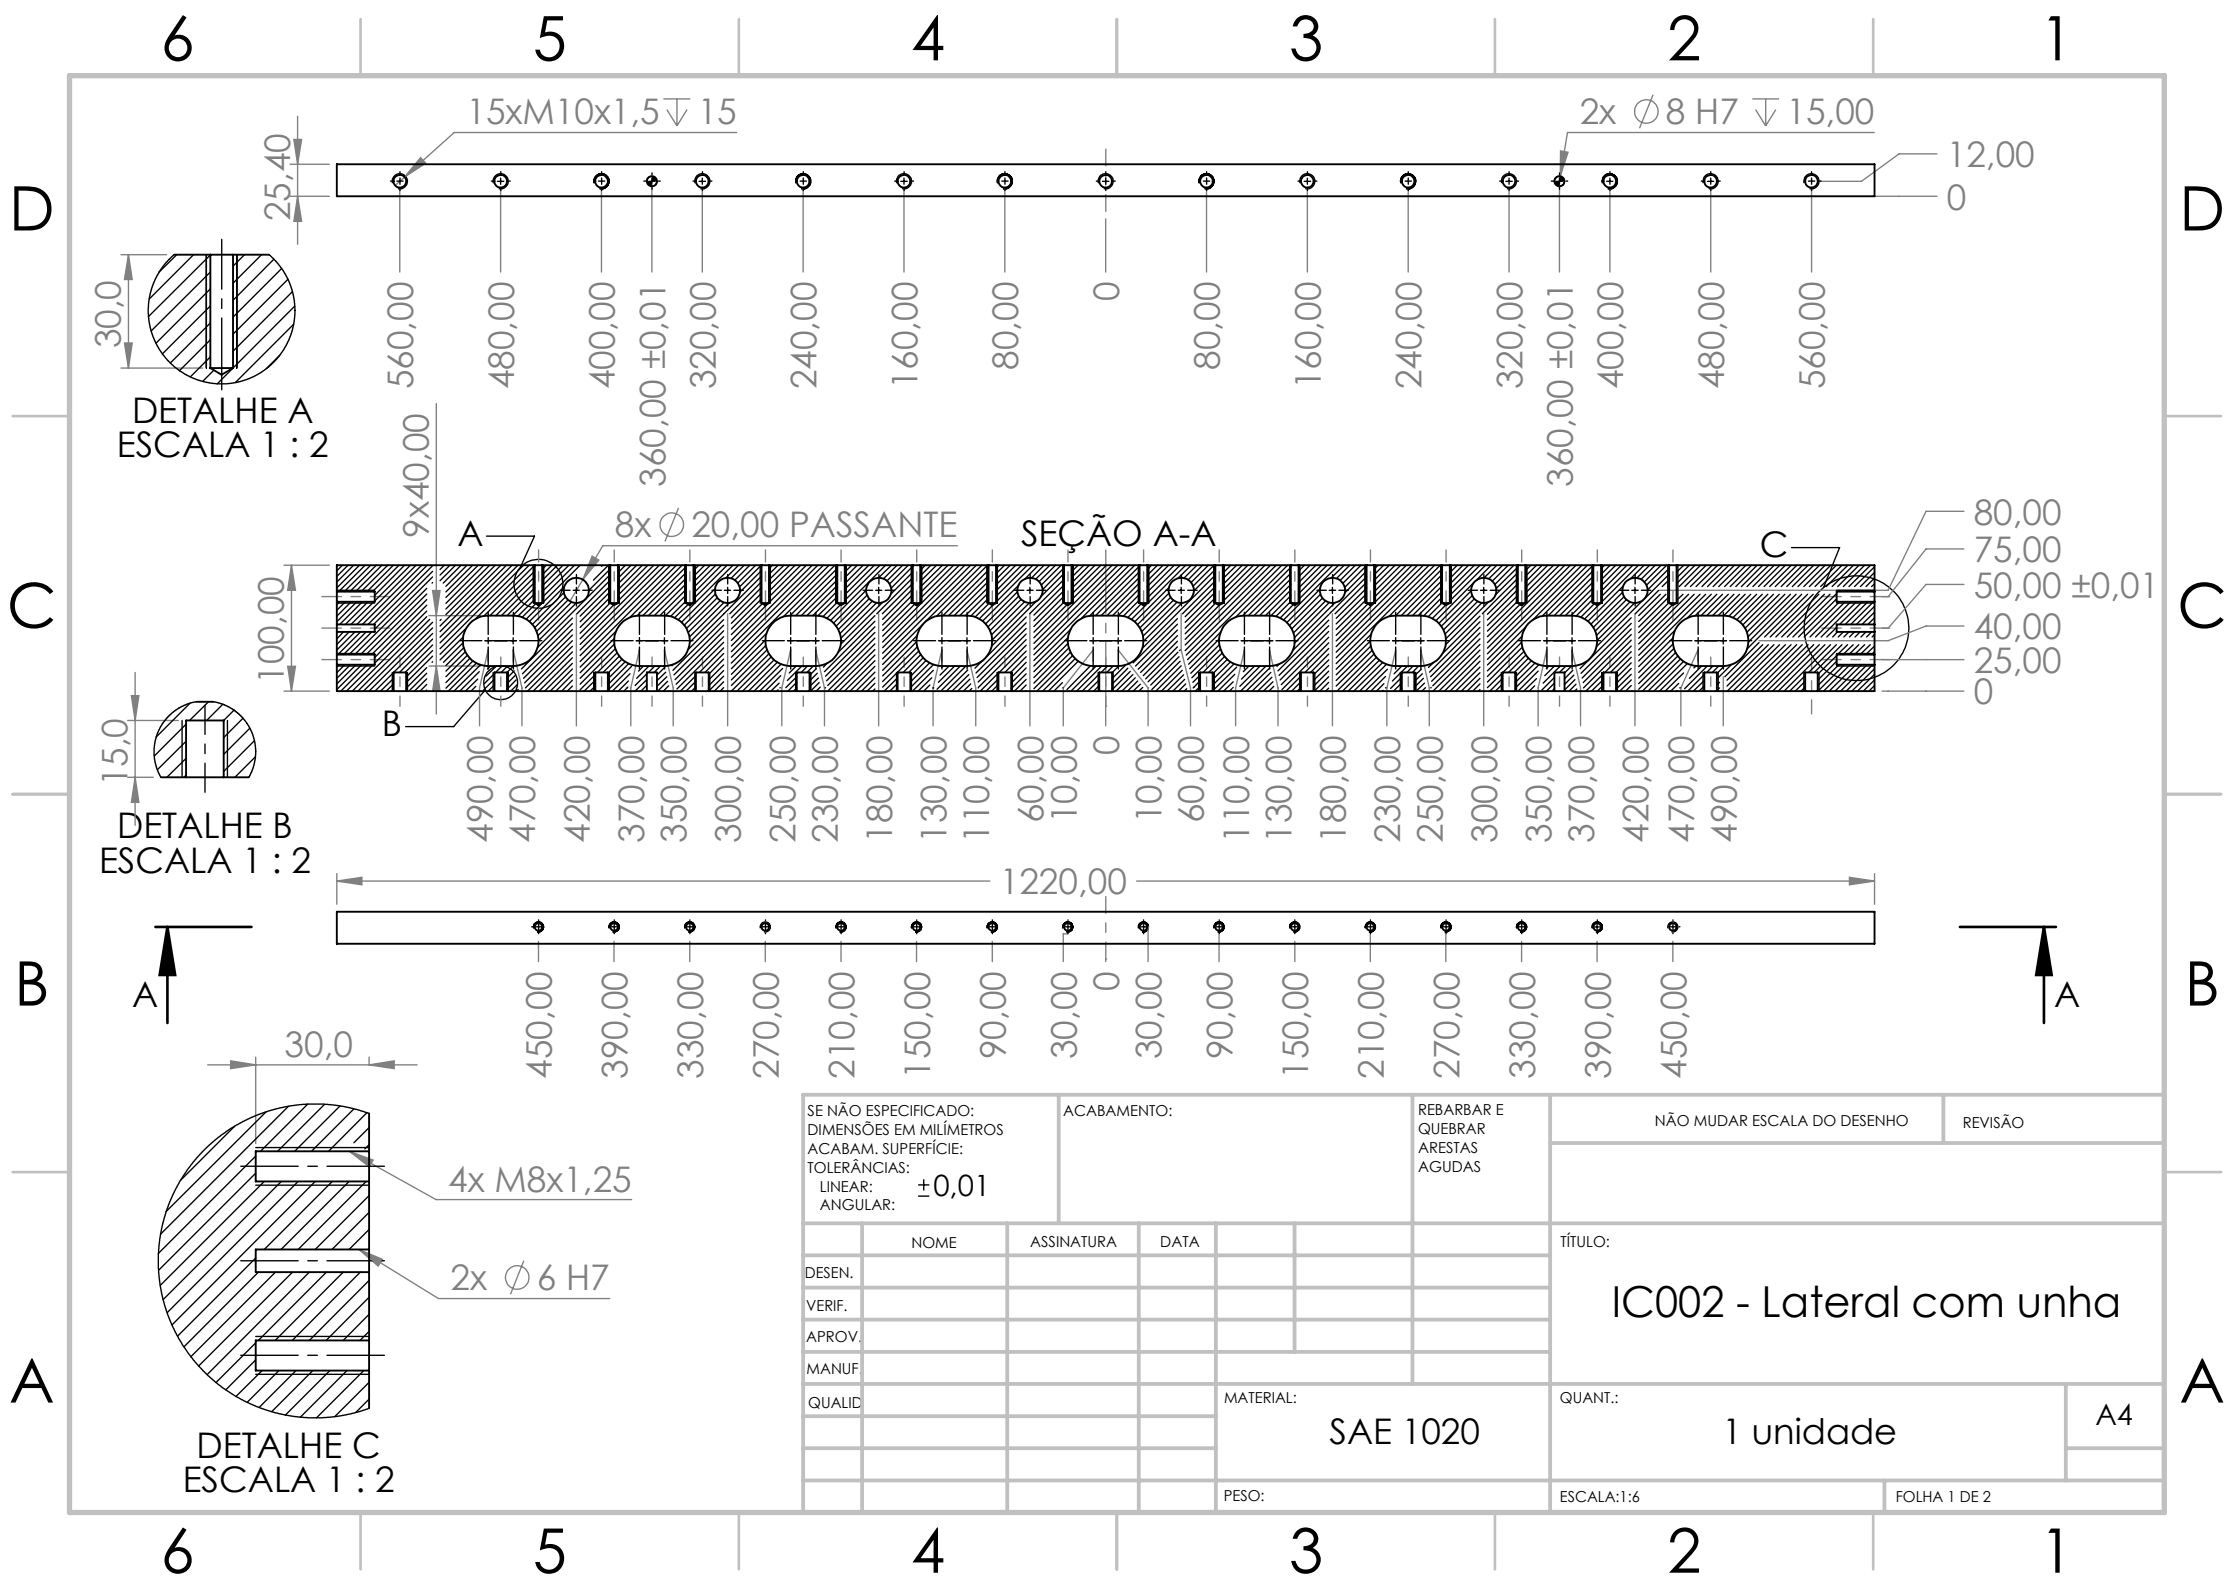 6 5 4 3 2 1
D D
C C
B B
A A
15xM10x1,5↧15
2x ∅8 H7 ↧15,00
25,40
12,00
0
560,00 480,00 400,00 360,00 ±0,01 320,00 240,00 160,00 80,00 0 80,00 160,00 240,00 320,00 360,00 ±0,01 400,00 480,00 560,00
30,0
DETALHE A
ESCALA 1 : 2
9x40,00
A
8x ∅20,00 PASSANTE
SEÇÃO A-A
C
80,00
75,00
50,00 ±0,01
40,00
25,00
0
100,00
B
15,0
DETALHE B
ESCALA 1 : 2
490,00 470,00 420,00 370,00 350,00 300,00 250,00 230,00 180,00 130,00 110,00 60,00 10,00 0 10,00 60,00 110,00 130,00 180,00 230,00 250,00 300,00 350,00 370,00 420,00 470,00 490,00
1220,00
A A
450,00 390,00 330,00 270,00 210,00 150,00 90,00 30,00 0 30,00 90,00 150,00 210,00 270,00 330,00 390,00 450,00
30,0
4x M8x1,25
2x ∅6 H7
DETALHE C
ESCALA 1 : 2
SE NÃO ESPECIFICADO:
DIMENSÕES EM MILÍMETROS
ACABAM. SUPERFÍCIE:
TOLERÂNCIAS:
LINEAR: ±0,01
ANGULAR:
ACABAMENTO:
REBARBAR E
QUEBRAR
ARESTAS
AGUDAS
NÃO MUDAR ESCALA DO DESENHO
REVISÃO
NOME ASSINATURA DATA
DESEN.
VERIF.
APROV.
MANUF.
QUALID
TÍTULO:
IC002 - Lateral com unha
MATERIAL:
SAE 1020
QUANT.:
1 unidade
A4
PESO:
ESCALA:1:6
FOLHA 1 DE 2
6 5 4 3 2 1